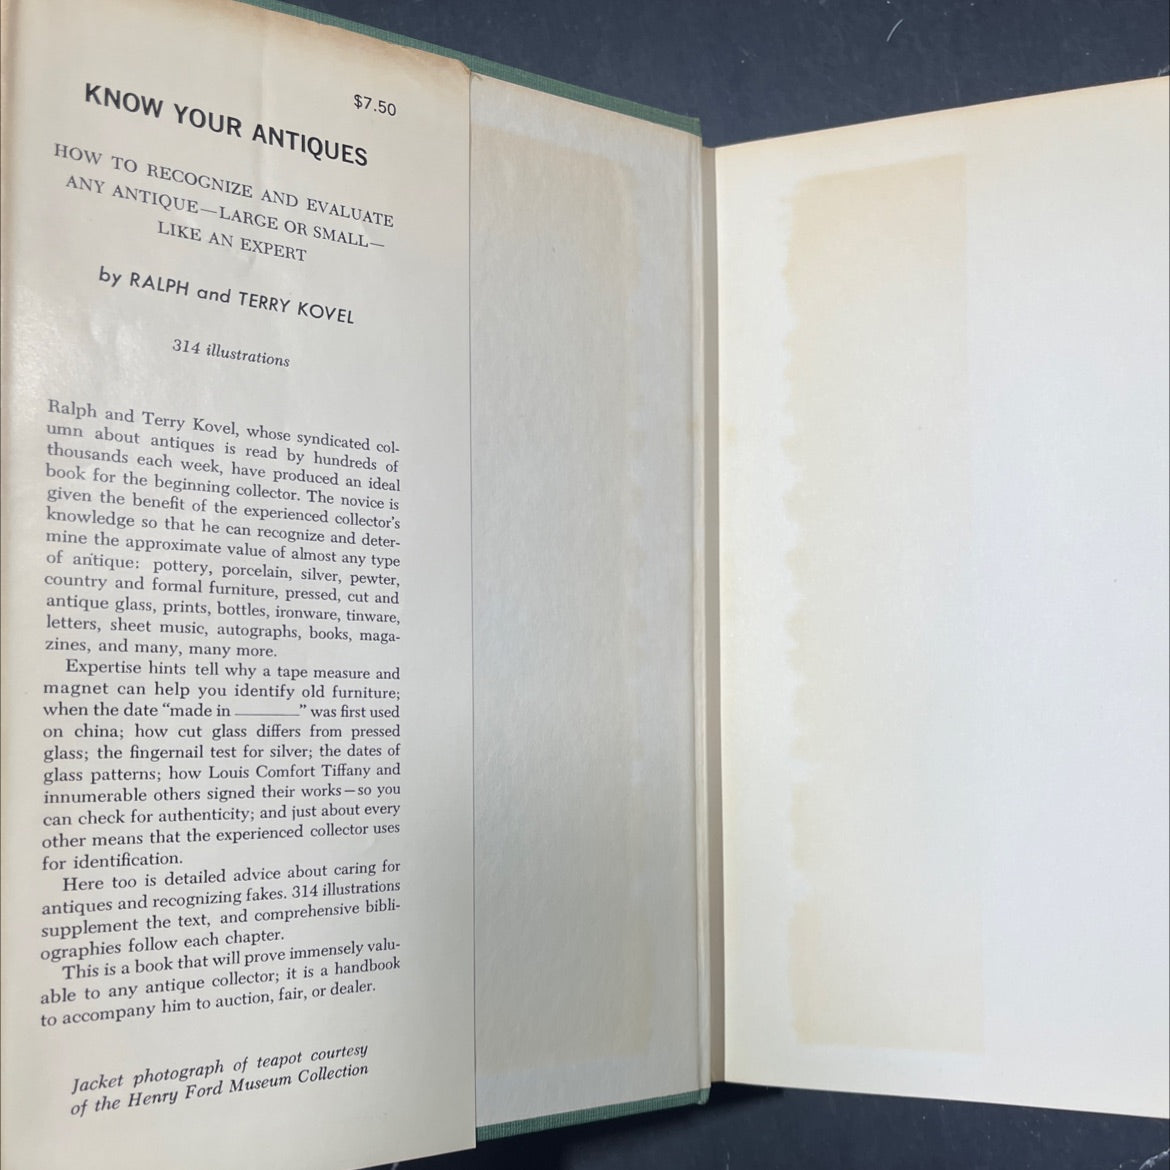 $7.50
KNOW YOUR ANTIQUES
HOW TO RECOGNIZE AND EVALUATE
ANY ANTIQUE—LARGE OR SMALL—
LIKE AN EXPERT
by RALPH and TERRY KOVEL
314 illustrations
Ralph and Terry Kovel, whose syndicated col-
umn about antiques is read by hundreds of
thousands each week, have produced an ideal
book for the beginning collector. The novice is
given the benefit of the experienced collector's
knowledge so that he can recognize and deter-
mine the approximate value of almost any type
of antique: pottery, porcelain, silver, pewter,
country and formal furniture, pressed, cut and
antique glass, prints, bottles, ironware, tinware,
letters, sheet music, autographs, books, maga-
zines, and many, many more.
Expertise hints tell why a tape measure and
magnet can help you identify old furniture;
when the date “made in ________” was first used
on china; how cut glass differs from pressed
glass; the fingernail test for silver; the dates of
glass patterns; how Louis Comfort Tiffany and
innumerable others signed their works—so you
can check for authenticity; and just about every
other means that the experienced collector uses
for identification.
Here too is detailed advice about caring for
antiques and recognizing fakes. 314 illustrations
supplement the text, and comprehensive bibli-
ographies follow each chapter.
This is a book that will prove immensely valu-
able to any antique collector; it is a handbook
to accompany him to auction, fair, or dealer.
Jacket photograph of teapot courtesy
of the Henry Ford Museum Collection